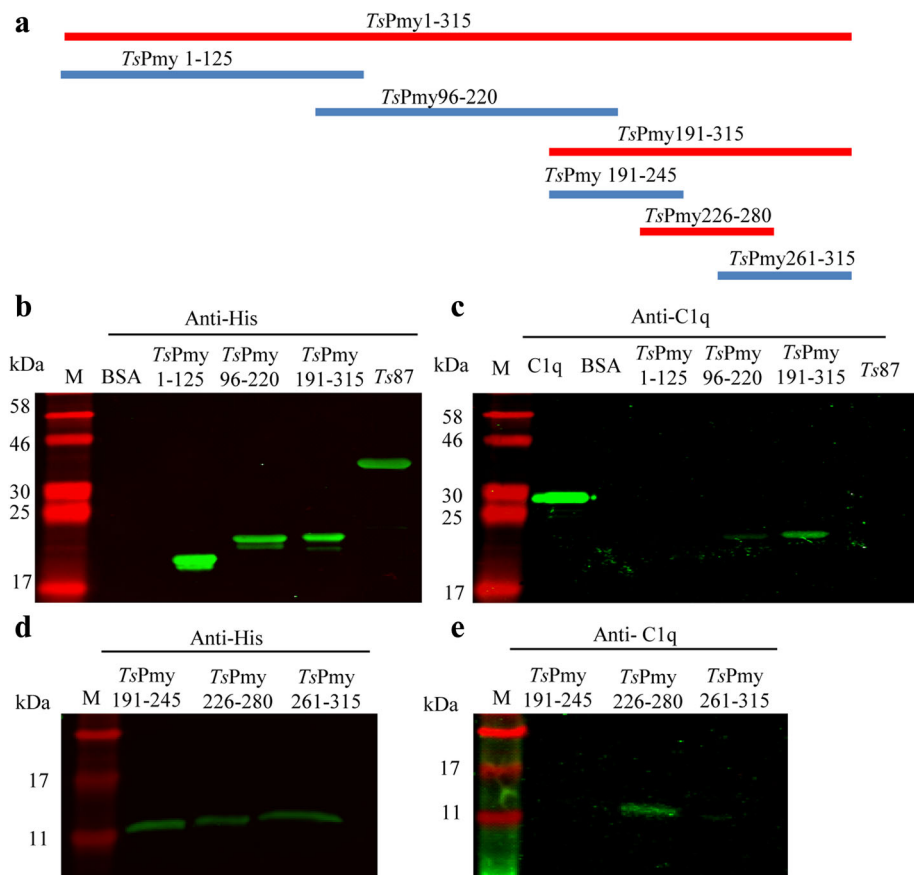 a
TsPmy1-315
TsPmy 1-125
TsPmy96-220
TsPmy191-315
TsPmy 191-245
TsPmy226-280
TsPmy261-315
b
Anti-His
kDa
M
BSA
TsPmy
1-125
TsPmy
96-220
TsPmy
191-315
Ts87
58
46
30
25
17
c
Anti-C1q
kDa
M
C1q
BSA
TsPmy
1-125
TsPmy
96-220
TsPmy
191-315
Ts87
58
46
30
25
17
d
Anti-His
kDa
M
TsPmy
191-245
TsPmy
226-280
TsPmy
261-315
17
11
e
Anti- C1q
kDa
M
TsPmy
191-245
TsPmy
226-280
TsPmy
261-315
17
11